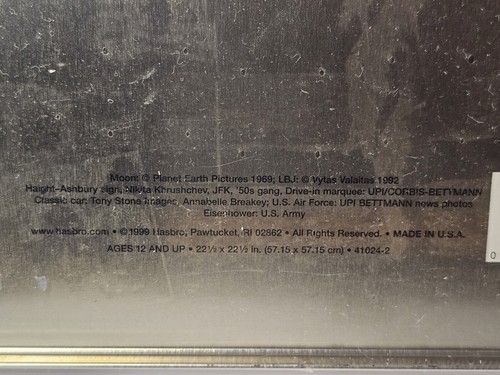 Moon: © Planet Earth Pictures 1969; LBJ: © Vytas Valaitas 1992
Haight-Ashbury sign, Nikita Khrushchev, JFK, '50s gang, Drive-in marquee: UPI/CORBIS-BETTMANN
Classic car: Tony Stone Images, Annabelle Breakey; U.S. Air Force: UPI BETTMANN news photos
Eisenhower: U.S. Army
www.hasbro.com • ©1999 Hasbro, Pawtucket, RI 02862 • All Rights Reserved. • MADE IN U.S.A.
AGES 12 AND UP • 22½ x 22½ in. (57.15 x 57.15 cm) • 41024-2
0